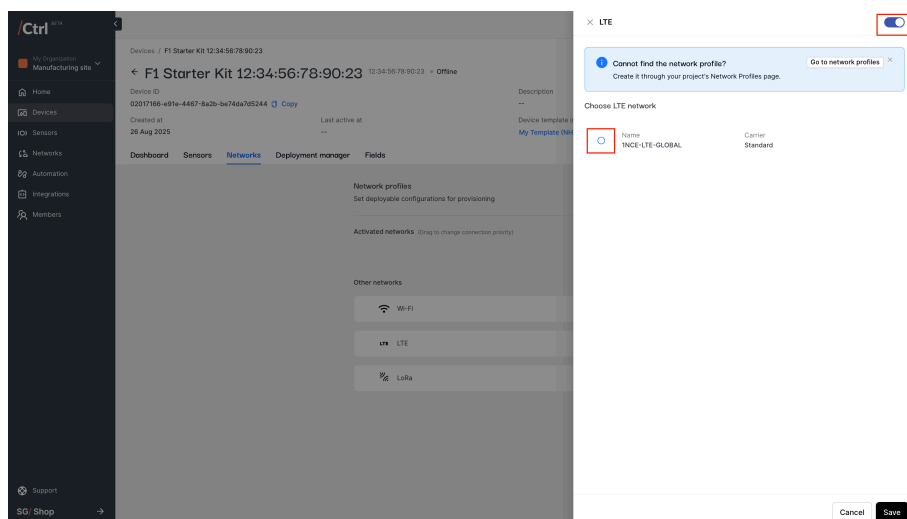 /Ctrl BETA
My Organization
Manufacturing site
Home
Devices
Sensors
Networks
Automation
Integrations
Members
Support
SG/ Shop
Devices / F1 Starter Kit 12:34:56:78:90:23
F1 Starter Kit 12:34:56:78:90:23 12:34:56:78:90:23 Offline
Device ID
02017166-e91e-4467-6a2b-be74da7d5244 Copy
Description
--
Created at
26 Aug 2025
Last active at
--
Device template i
My Template (NH
Dashboard Sensors Networks Deployment manager Fields
Network profiles
Set deployable configurations for provisioning
Activated networks (Drag to change connection priority)
Other networks
Wi-Fi
LTE LTE
LoRa
LTE
Cannot find the network profile?
Create it through your project's Network Profiles page.
Go to network profiles
Choose LTE network
Name
1NCE-LTE-GLOBAL
Carrier
Standard
Cancel Save